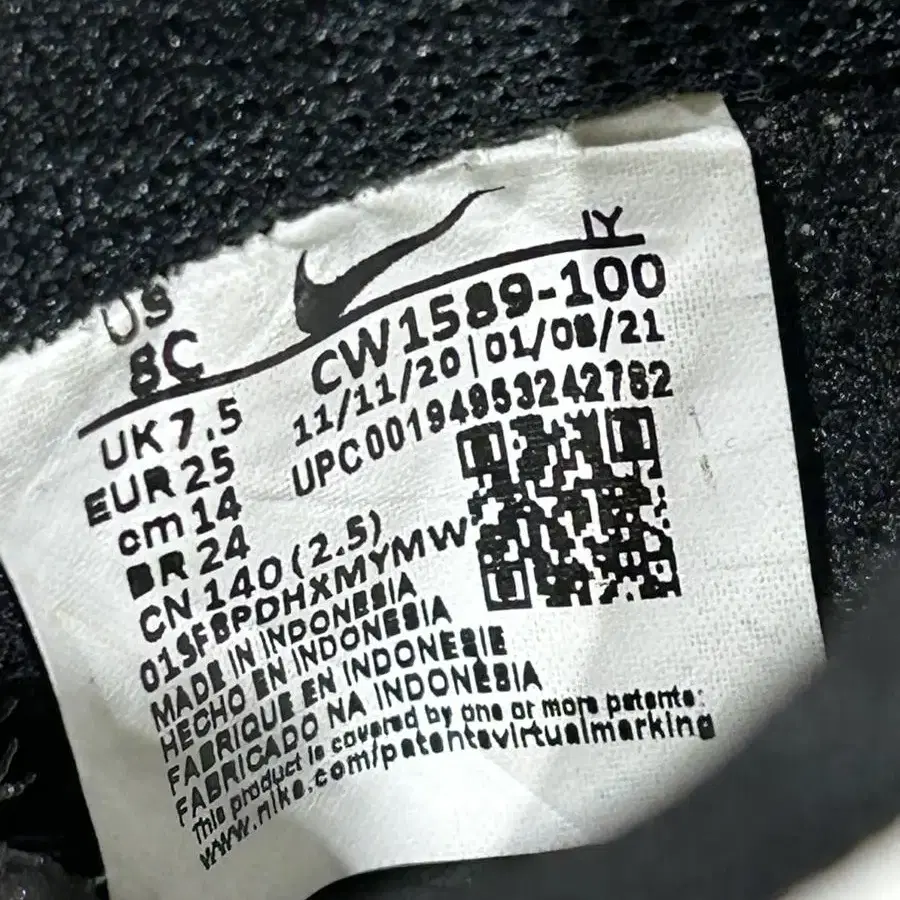 US
8C
IY
CW1589-100
11/11/20 | 01/08/21
UPC00194953242782
UK 7.5
EUR 25
cm 14
BR 24
CN 140 (2.5)
01SF8PDHXMYMW
MADE IN INDONESIA
HECHO EN INDONESIA
FABRIQUE EN INDONESIE
FABRICADO NA INDONÉSIA
This product is covered by one or more patents:
www.nike.com/patentsvirtualmarking